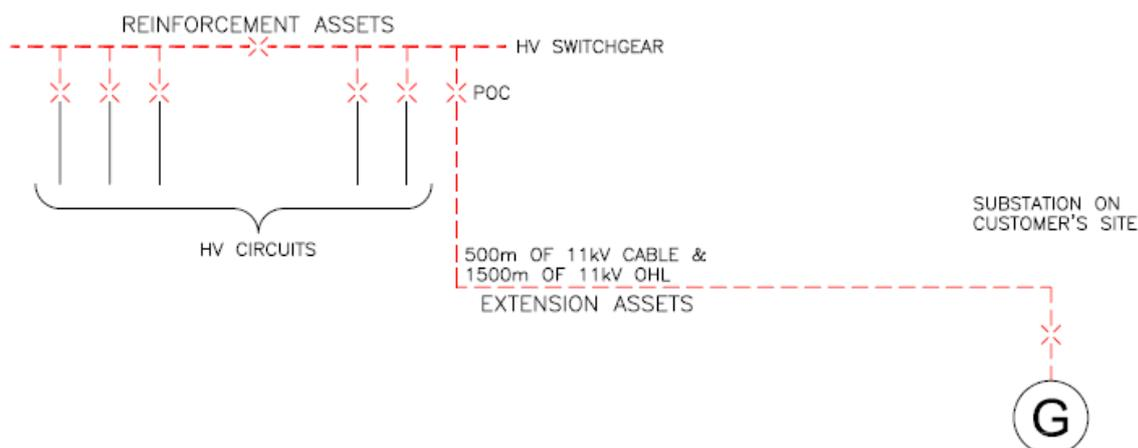 REINFORCEMENT ASSETS
HV SWITCHGEAR
POC
SUBSTATION ON
CUSTOMER'S SITE
HV CIRCUITS
500m OF 11kV CABLE &
1500m OF 11kV OHL
EXTENSION ASSETS
G